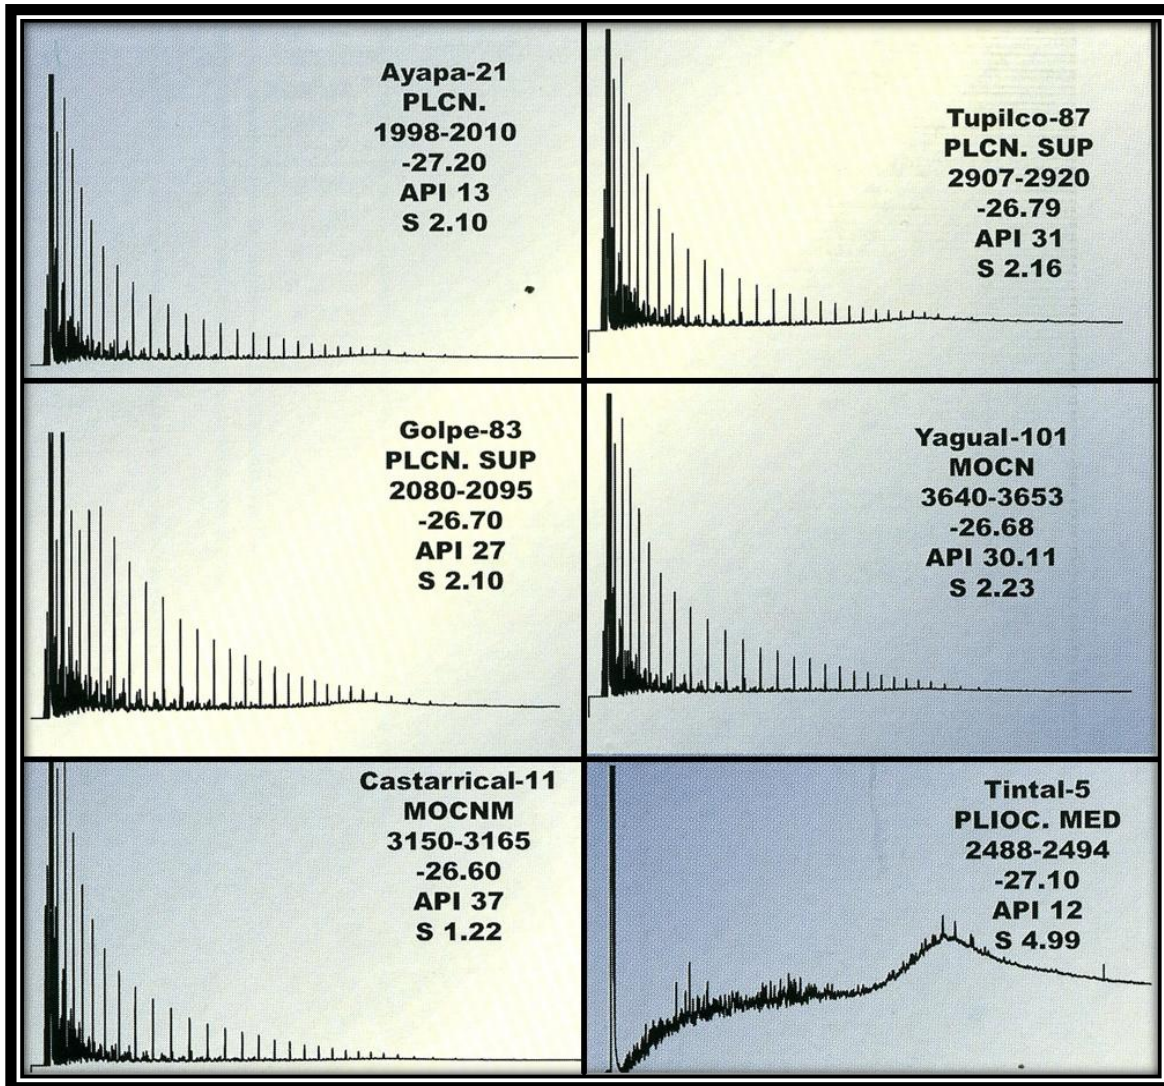 Ayapa-21
PLCN.
1998-2010
-27.20
API 13
S 2.10
Tupilco-87
PLCN. SUP
2907-2920
-26.79
API 31
S 2.16
Golpe-83
PLCN. SUP
2080-2095
-26.70
API 27
S 2.10
Yagual-101
MOCN
3640-3653
-26.68
API 30.11
S 2.23
Castarrical-11
MOCNM
3150-3165
-26.60
API 37
S 1.22
Tintal-5
PLIOC. MED
2488-2494
-27.10
API 12
S 4.99